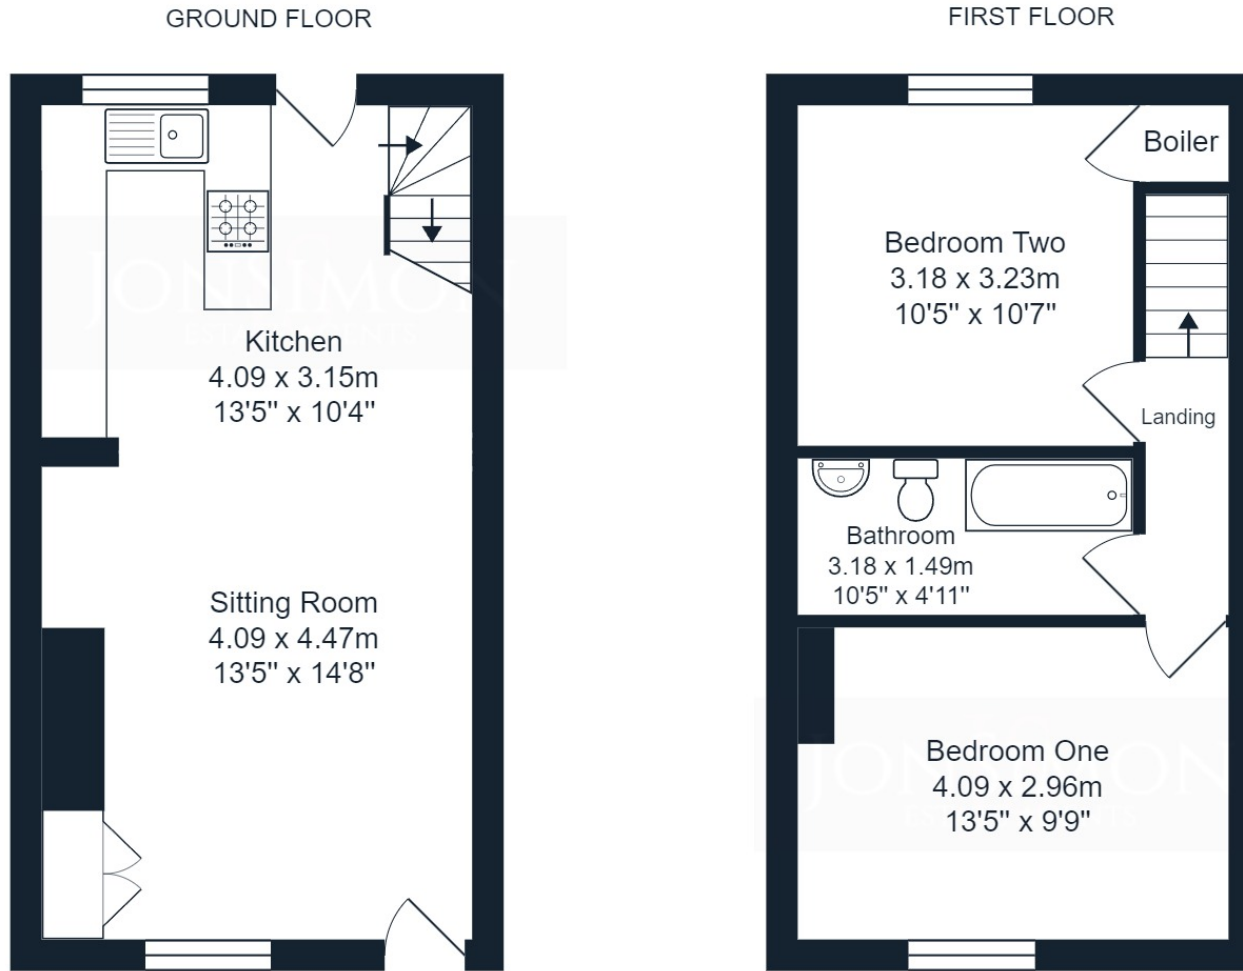 GROUND FLOOR
FIRST FLOOR
JONSIMON
Kitchen
4.09 x 3.15m
13'5" x 10'4"
Sitting Room
4.09 x 4.47m
13'5" x 14'8"
Boiler
Bedroom Two
3.18 x 3.23m
10'5" x 10'7"
Landing
Bathroom
3.18 x 1.49m
10'5" x 4'11"
JONSIMON
Bedroom One
4.09 x 2.96m
13'5" x 9'9"